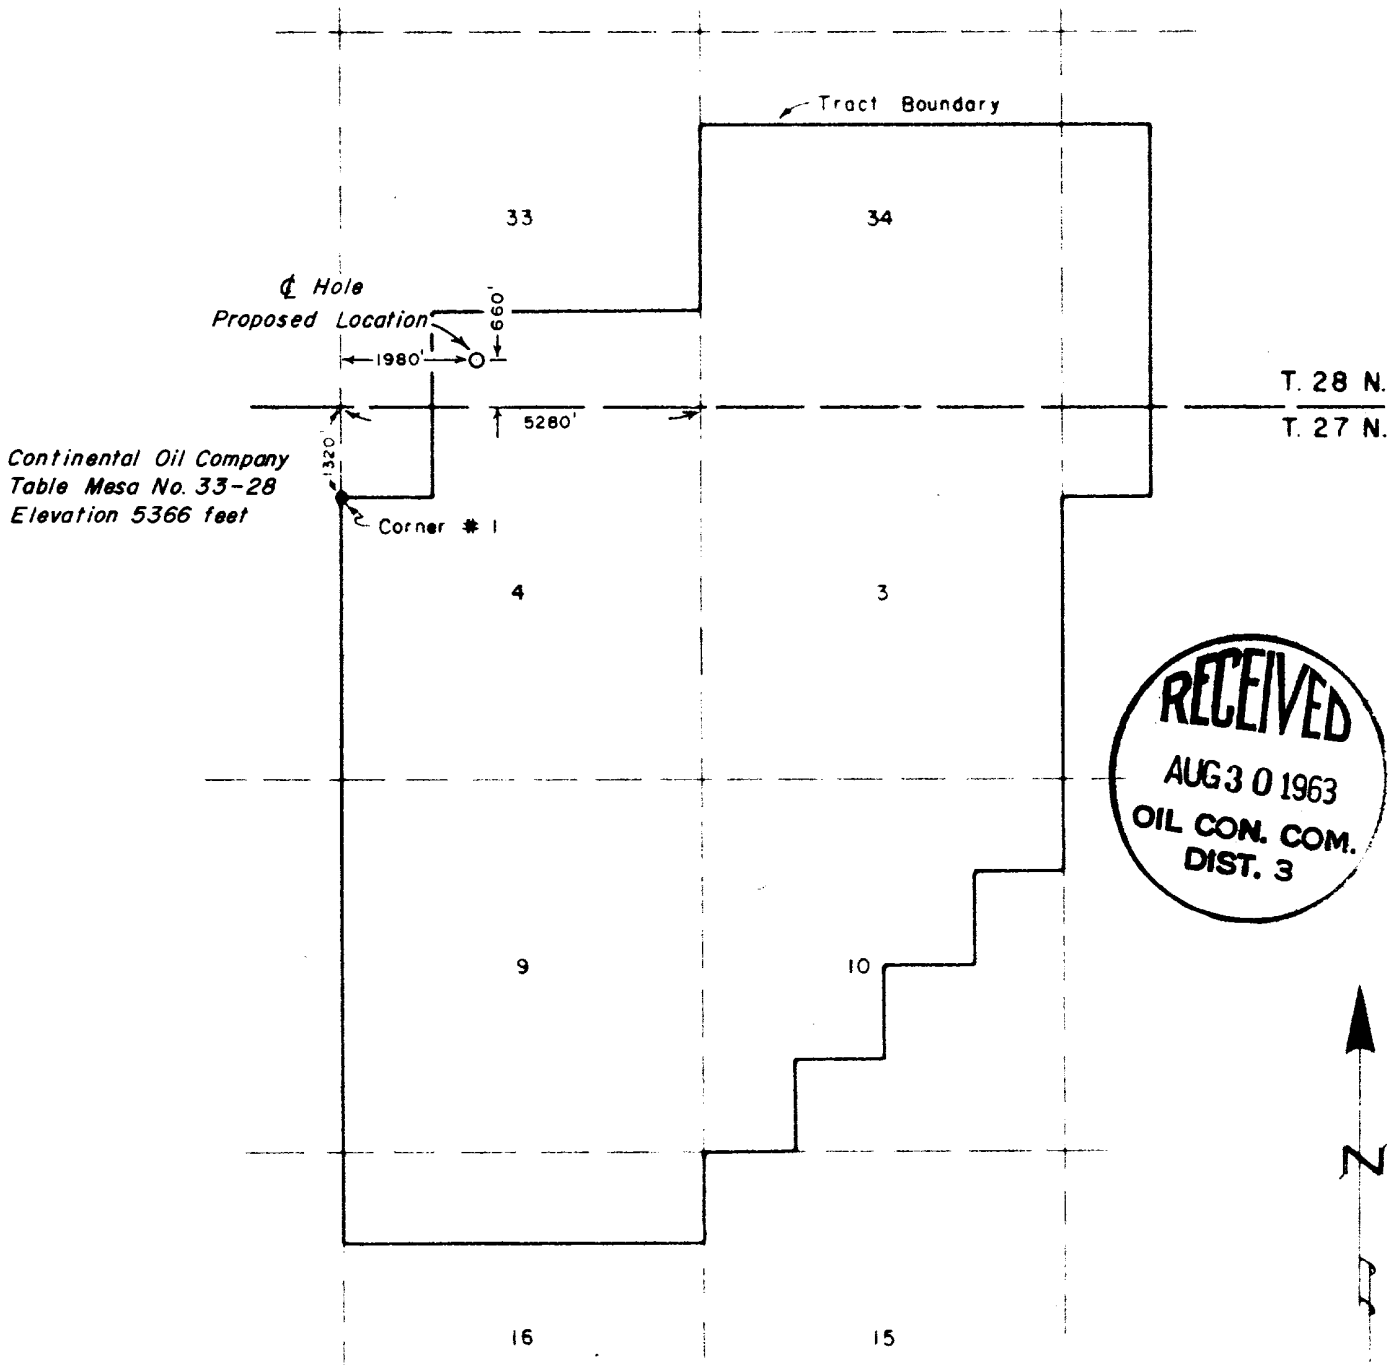 Tract Boundary
33
34
℄ Hole
Proposed Location
660'
1980'
T. 28 N.
5280'
T. 27 N.
1320'
Continental Oil Company
Table Mesa No. 33-28
Elevation 5366 feet
Corner # 1
4
3
RECEIVED
AUG 30 1963
OIL CON. COM.
DIST. 3
9
10
N
16
15